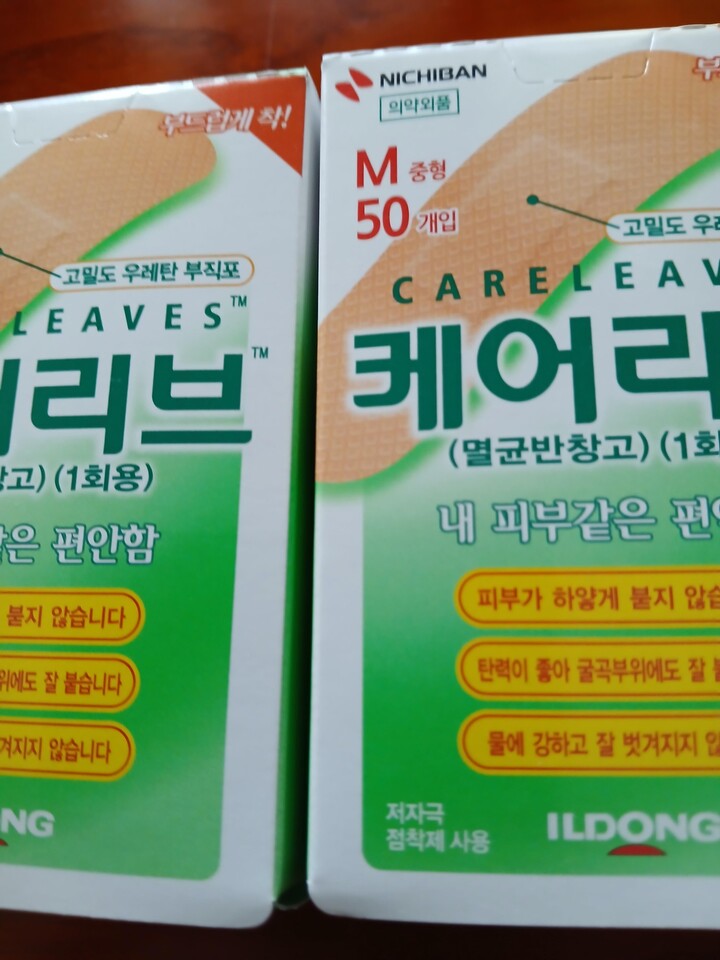 부드럽게 착!
고밀도 우레탄 부직포
LEAVES™
리브™
창고) (1회용)
같은 편안함
붙지 않습니다
위에도 잘 붙습니다
겨지지 않습니다
NG
NICHIBAN
의약외품
M 중형
50 개입
부
고밀도 우레
CARELEAV
케어리
(멸균반창고) (1회
내 피부같은 편안
피부가 하얗게 붙지 않습
탄력이 좋아 굴곡부위에도 잘 붙
물에 강하고 잘 벗겨지지 않
저자극
점착제 사용
ILDONG